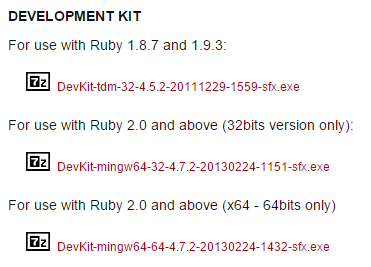 DEVELOPMENT KIT
For use with Ruby 1.8.7 and 1.9.3:
7z DevKit-tdm-32-4.5.2-20111229-1559-sfx.exe
For use with Ruby 2.0 and above (32bits version only):
7z DevKit-mingw64-32-4.7.2-20130224-1151-sfx.exe
For use with Ruby 2.0 and above (x64 - 64bits only)
7z DevKit-mingw64-64-4.7.2-20130224-1432-sfx.exe